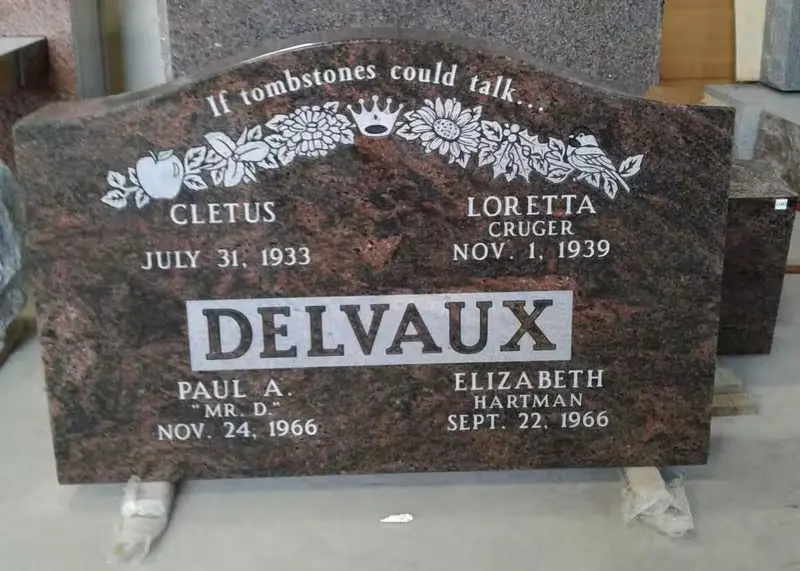 If tombstones could talk...
CLETUS
JULY 31, 1933
LORETTA
CRUGER
NOV. 1, 1939
DELVAUX
PAUL A.
"MR. D."
NOV. 24, 1966
ELIZABETH
HARTMAN
SEPT. 22, 1966